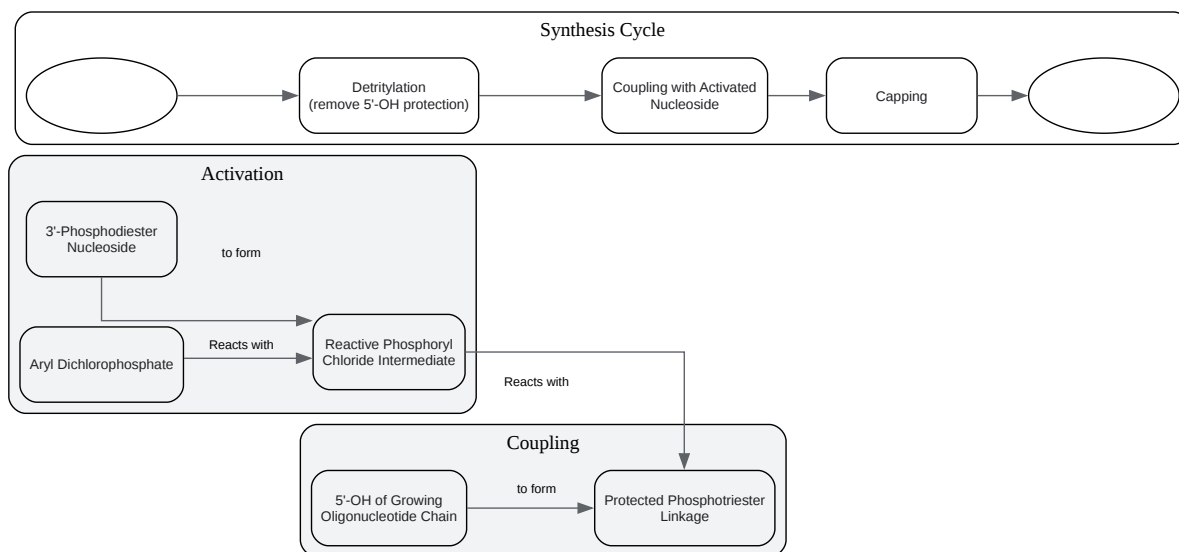 Synthesis Cycle
Detritylation
(remove 5'-OH protection)
Coupling with Activated
Nucleoside
Capping
Activation
3'-Phosphodiester
Nucleoside
to form
Aryl Dichlorophosphate
Reacts with
Reactive Phosphoryl
Chloride Intermediate
Reacts with
Coupling
5'-OH of Growing
Oligonucleotide Chain
to form
Protected Phosphotriester
Linkage